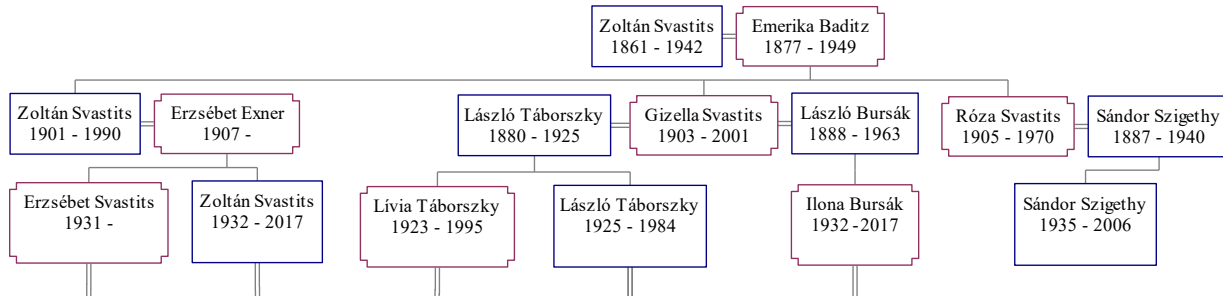 Zoltán Svastits
1861 - 1942
Emerika Baditz
1877 - 1949
Zoltán Svastits
1901 - 1990
Erzsébet Exner
1907 -
László Táborszky
1880 - 1925
Gizella Svastits
1903 - 2001
László Bursák
1888 - 1963
Róza Svastits
1905 - 1970
Sándor Szigethy
1887 - 1940
Erzsébet Svastits
1931 -
Zoltán Svastits
1932 - 2017
Lívia Táborszky
1923 - 1995
László Táborszky
1925 - 1984
Ilona Bursák
1932 - 2017
Sándor Szigethy
1935 - 2006